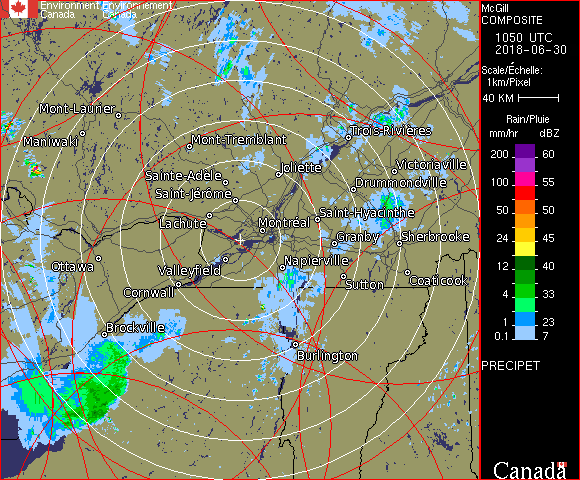 Environment Environnement
Canada Canada
McGill
COMPOSITE
1050 UTC
2018-06-30
Scale/Échelle:
1km/Pixel
40 KM
Rain/Pluie
mm/hr dBZ
200 60
100 55
50 50
24 45
12 40
4 33
1 23
0.1 7
PRECIPET
Canada
Mont-Laurier
Maniwaki
Mont-Tremblant
Trois-Rivières
Joliette
Victoriaville
Sainte-Adèle
Saint-Jérôme
Drummondville
Lachute
Montréal
Saint-Hyacinthe
Granby
Sherbrooke
Ottawa
Valleyfield
Napierville
Sutton
Coaticook
Cornwall
Brockville
Burlington